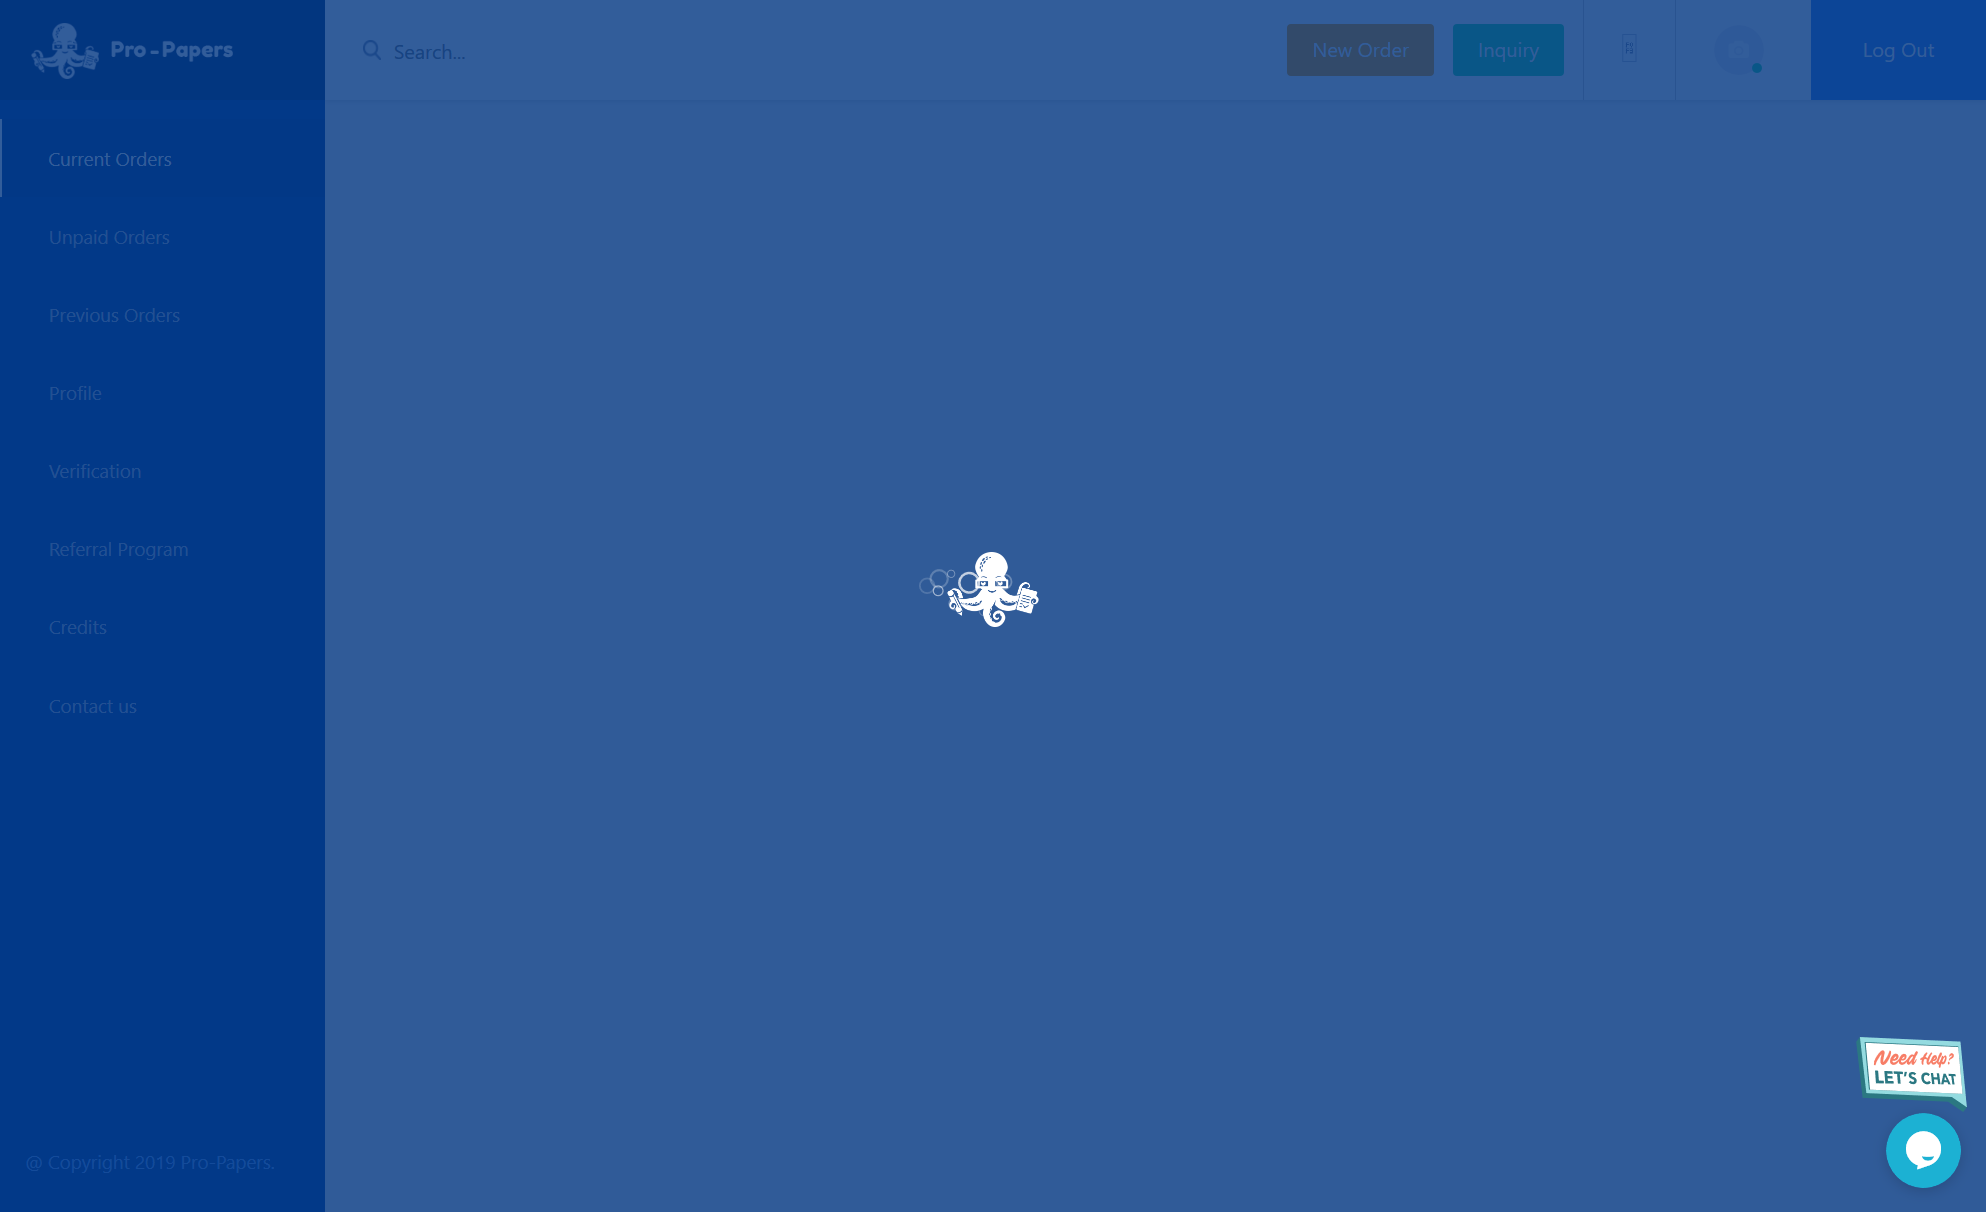 Pro-Papers
Search...
New Order
Inquiry
Log Out
Current Orders
Unpaid Orders
Previous Orders
Profile
Verification
Referral Program
Credits
Contact us
Need Help?
LET'S CHAT
@ Copyright 2019 Pro-Papers.